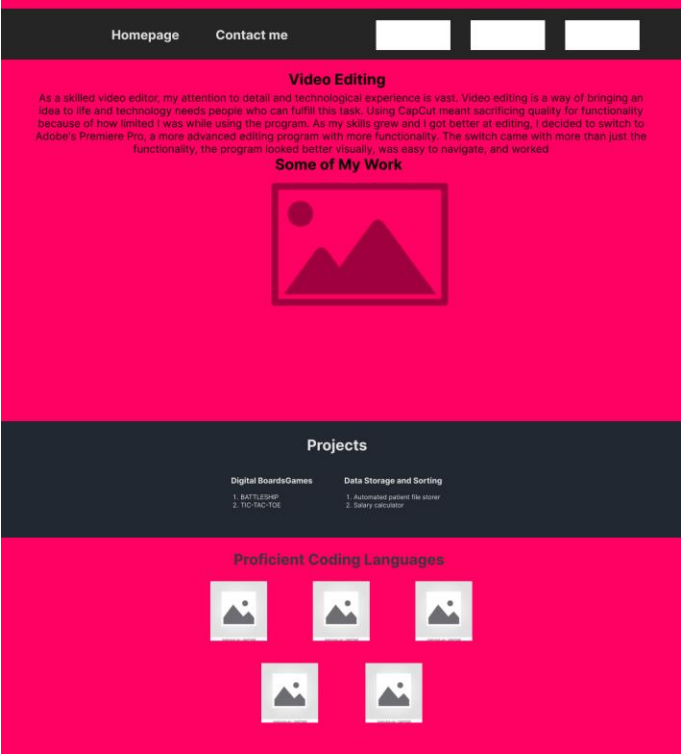 Homepage
Contact me
Video Editing
As a skilled video editor, my attention to detail and technological experience is vast. Video editing is a way of bringing an
idea to life and technology needs people who can fulfill this task. Using CapCut meant sacrificing quality for functionality
because of how limited I was while using the program. As my skills grew and I got better at editing, I decided to switch to
Adobe's Premiere Pro, a more advanced editing program with more functionality. The switch came with more than just the
functionality, the program looked better visually, was easy to navigate, and worked
Some of My Work
Projects
Digital BoardsGames
1. BATTLESHIP
2. TIC-TAC-TOE
Data Storage and Sorting
1. Automated patient file storer
2. Salary calculator
Proficient Coding Languages